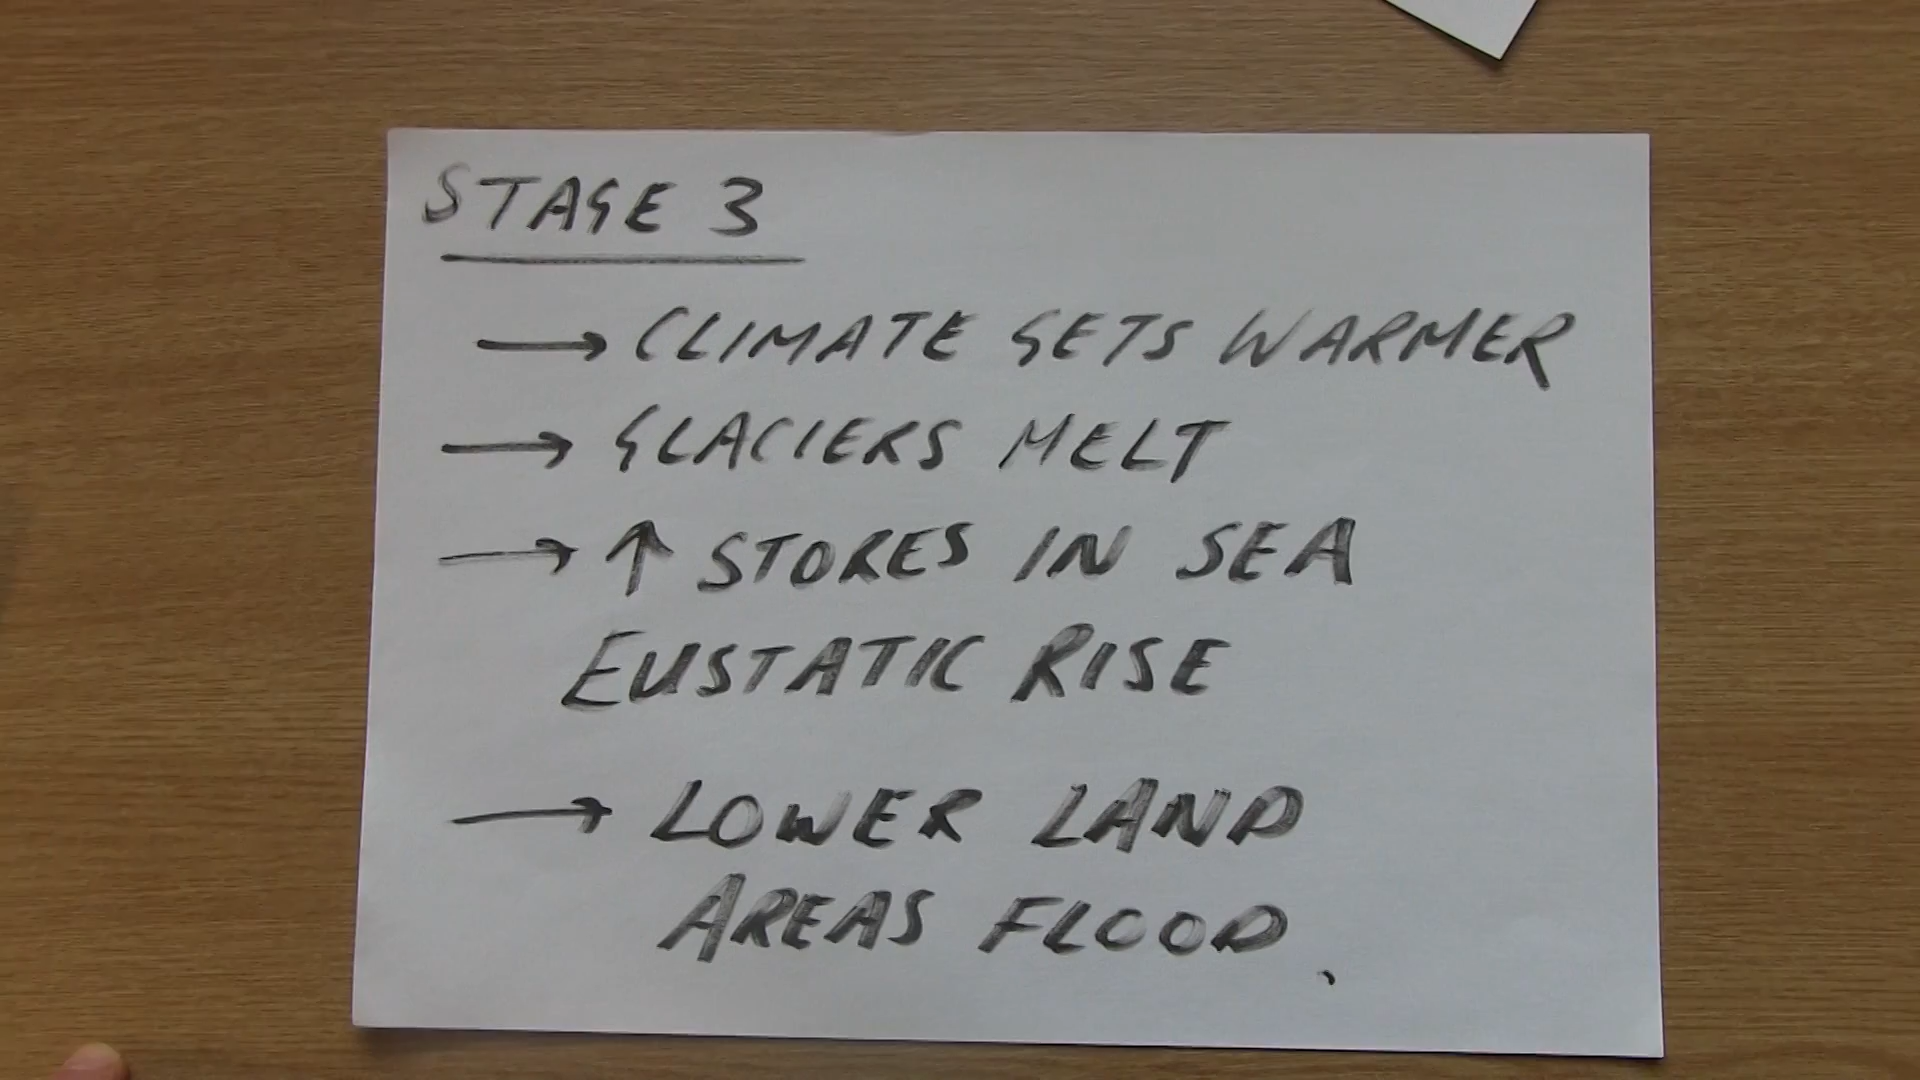 STAGE 3
→ CLIMATE GETS WARMER
→ GLACIERS MELT
→ ↑ STORES IN SEA
EUSTATIC RISE
→ LOWER LAND
AREAS FLOOD